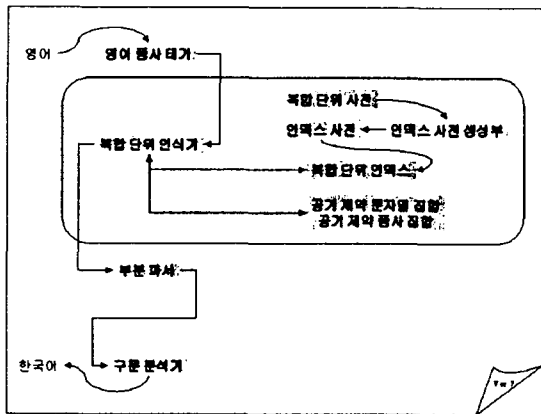 영어
영어 품사 태거
복합 단위 사전
언덱스 사전
언덱스 사전 생성부
복합 단위 인식기
복합 단위 언덱스
공기 제약 문자열 집합
공기 제약 품사 집합
부분 파서
한국어
구문 분석기